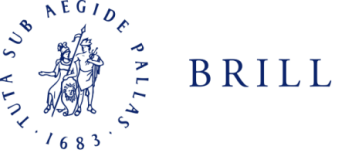 TUTA SUB AEGIDE PALLAS
· 1683 ·
BRILL